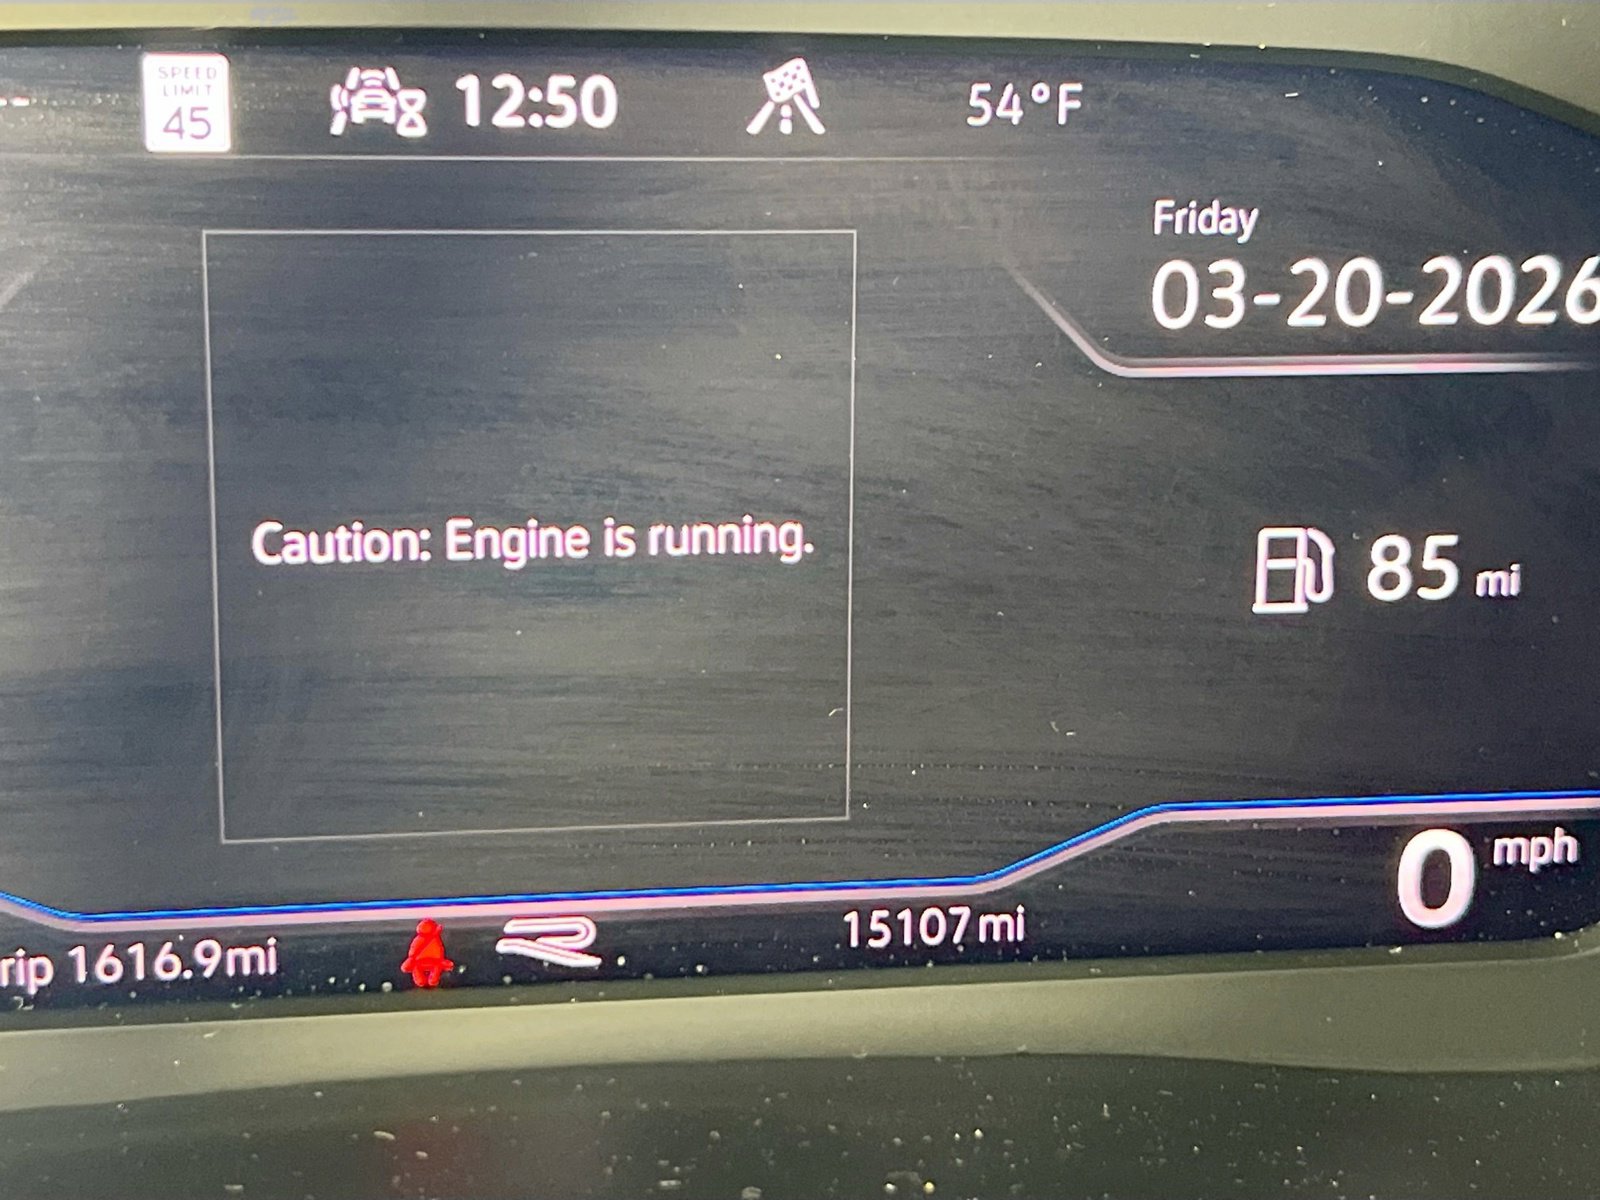 SPEED
LIMIT
45
12:50
54°F
Friday
03-20-2026
Caution: Engine is running.
85 mi
0 mph
rip 1616.9mi
15107mi